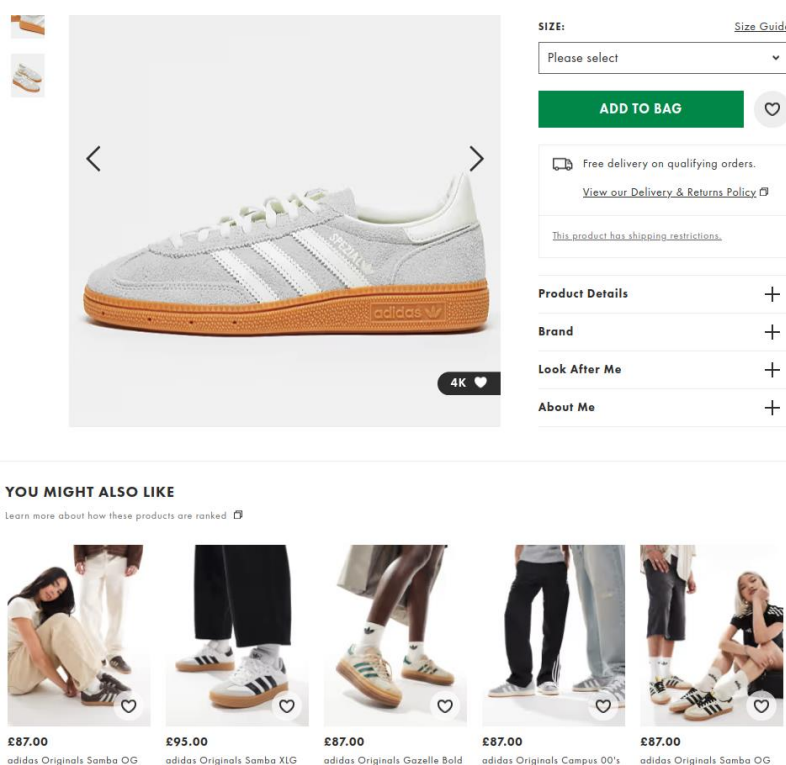 SIZE:
Size Guide
Please select
ADD TO BAG
Free delivery on qualifying orders.
View our Delivery & Returns Policy
This product has shipping restrictions.
SPEZIAL
adidas
4K
Product Details
Brand
Look After Me
About Me
YOU MIGHT ALSO LIKE
Learn more about how these products are ranked
£87.00
£95.00
£87.00
£87.00
£87.00
adidas Originals Samba OG
adidas Originals Samba XLG
adidas Originals Gazelle Bold
adidas Originals Campus 00's
adidas Originals Samba OG